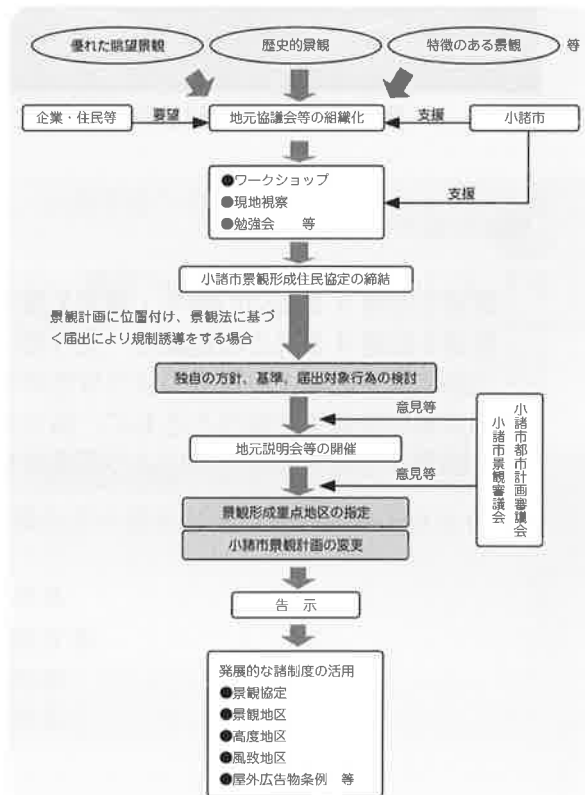 優れた眺望景観
歴史的景観
特徴のある景観
等
企業・住民等
要望
地元協議会等の組織化
支援
小諸市
●ワークショップ
●現地視察
●勉強会　等
支援
小諸市景観形成住民協定の締結
景観計画に位置付け、景観法に基づ
く届出により規制誘導をする場合
独自の方針、基準、届出対象行為の検討
意見等
地元説明会等の開催
意見等
小諸市都市計画審議会
小諸市景観審議会
景観形成重点地区の指定
小諸市景観計画の変更
告　示
発展的な諸制度の活用
●景観協定
●景観地区
●高度地区
●風致地区
●屋外広告物条例　等